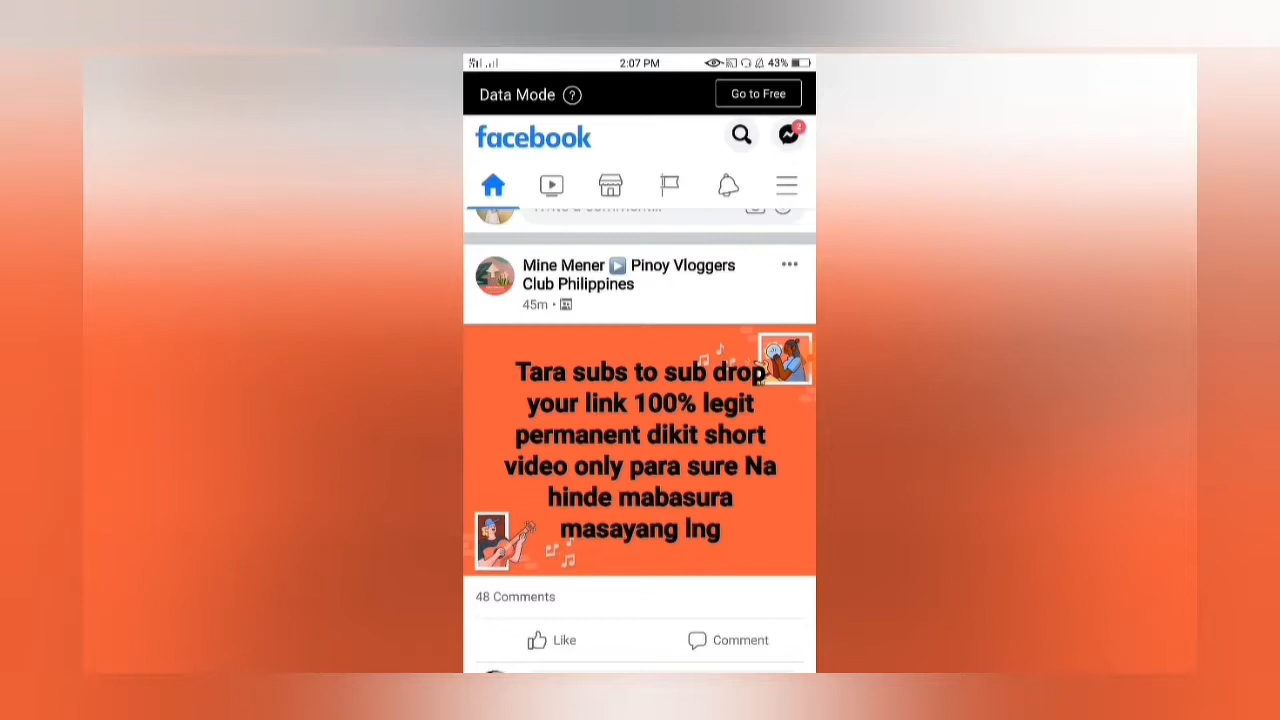 2:07 PM
43%
Data Mode ?
Go to Free
facebook
2
Mine Mener ▶ Pinoy Vloggers
Club Philippines
45m ·
Tara subs to sub drop
your link 100% legit
permanent dikit short
video only para sure Na
hinde mabasura
masayang lng
48 Comments
Like
Comment